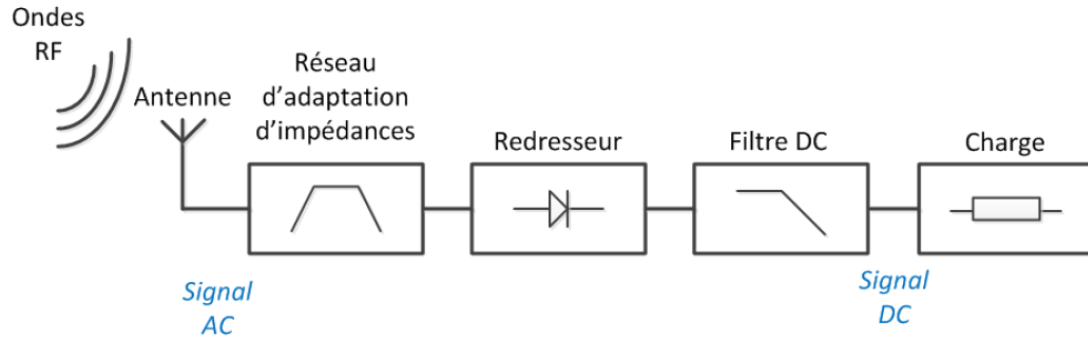 Ondes
RF
Antenne
Réseau
d'adaptation
d'impédances
Redresseur
Filtre DC
Charge
Signal
AC
Signal
DC